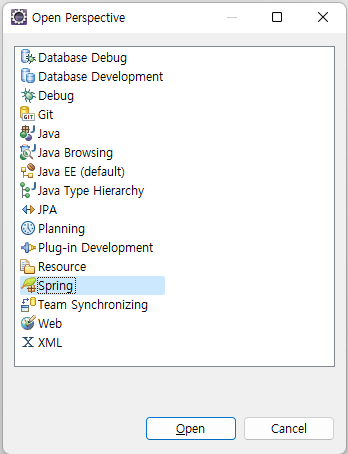 Open Perspective
Database Debug
Database Development
Debug
GIT Git
Java
Java Browsing
Java EE (default)
Java Type Hierarchy
JPA
Planning
Plug-in Development
Resource
Spring
Team Synchronizing
Web
XML
Open
Cancel